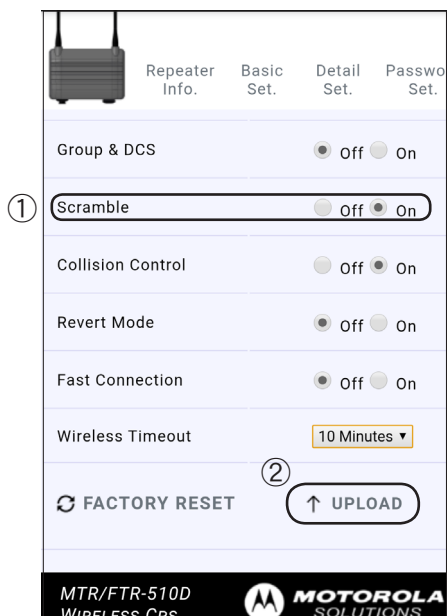 Repeater Info.
Basic Set.
Detail Set.
Passwo
Set.
Group & DCS Off On
① Scramble Off On
Collision Control Off On
Revert Mode Off On
Fast Connection Off On
Wireless Timeout 10 Minutes ▼
②
FACTORY RESET ↑ UPLOAD
MTR/FTR-510D
WIRELESS CPS
MOTOROLA
SOLUTIONS